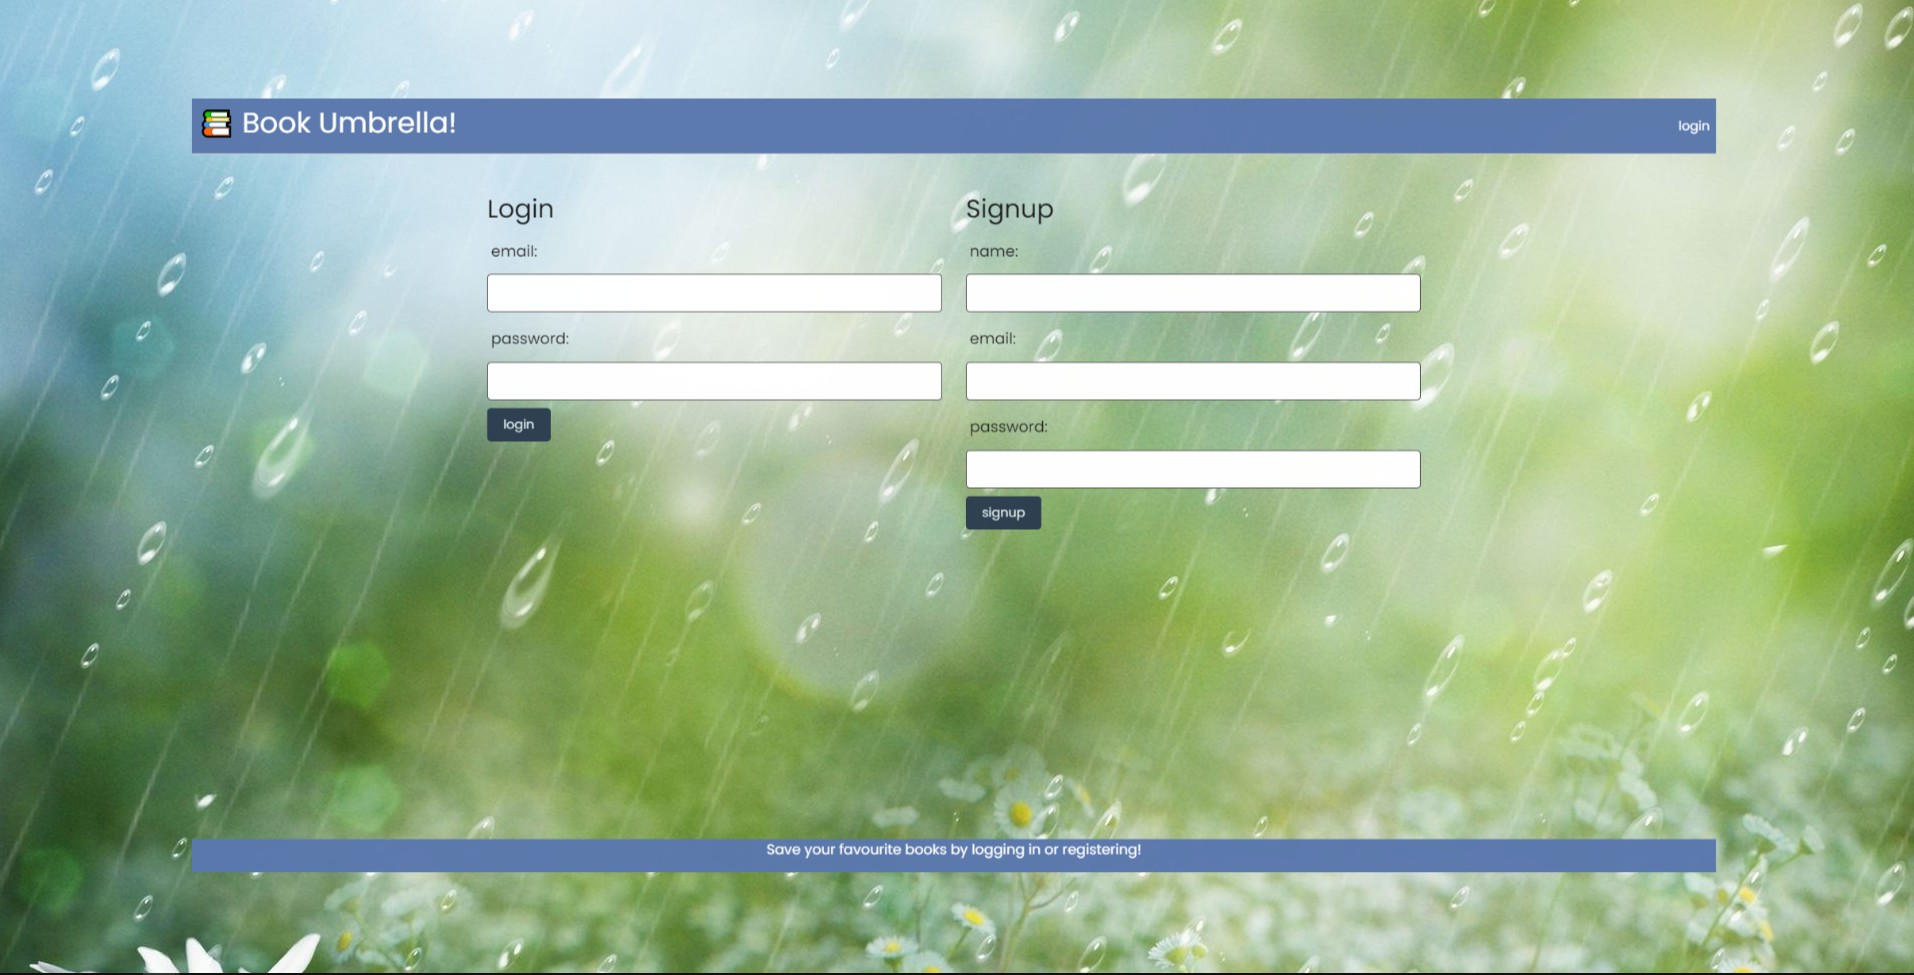 Book Umbrella!
login
Login
email:
password:
login
Signup
name:
email:
password:
signup
Save your favourite books by logging in or registering!